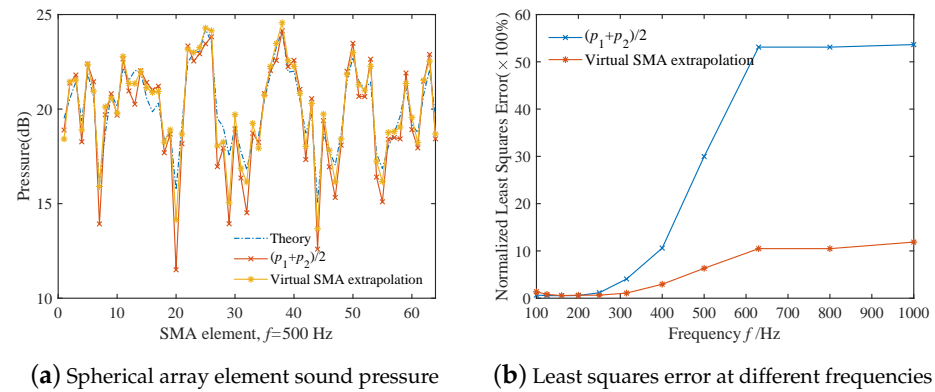 25
20
15
10
Pressure(dB)
Theory
(p₁+p₂)/2
Virtual SMA extrapolation
0 10 20 30 40 50 60
SMA element, f=500 Hz
(a) Spherical array element sound pressure
60
50
40
30
20
10
0
Normalized Least Squares Error(×100%)
(p₁+p₂)/2
Virtual SMA extrapolation
100 200 300 400 500 600 700 800 900 1000
Frequency f /Hz
(b) Least squares error at different frequencies